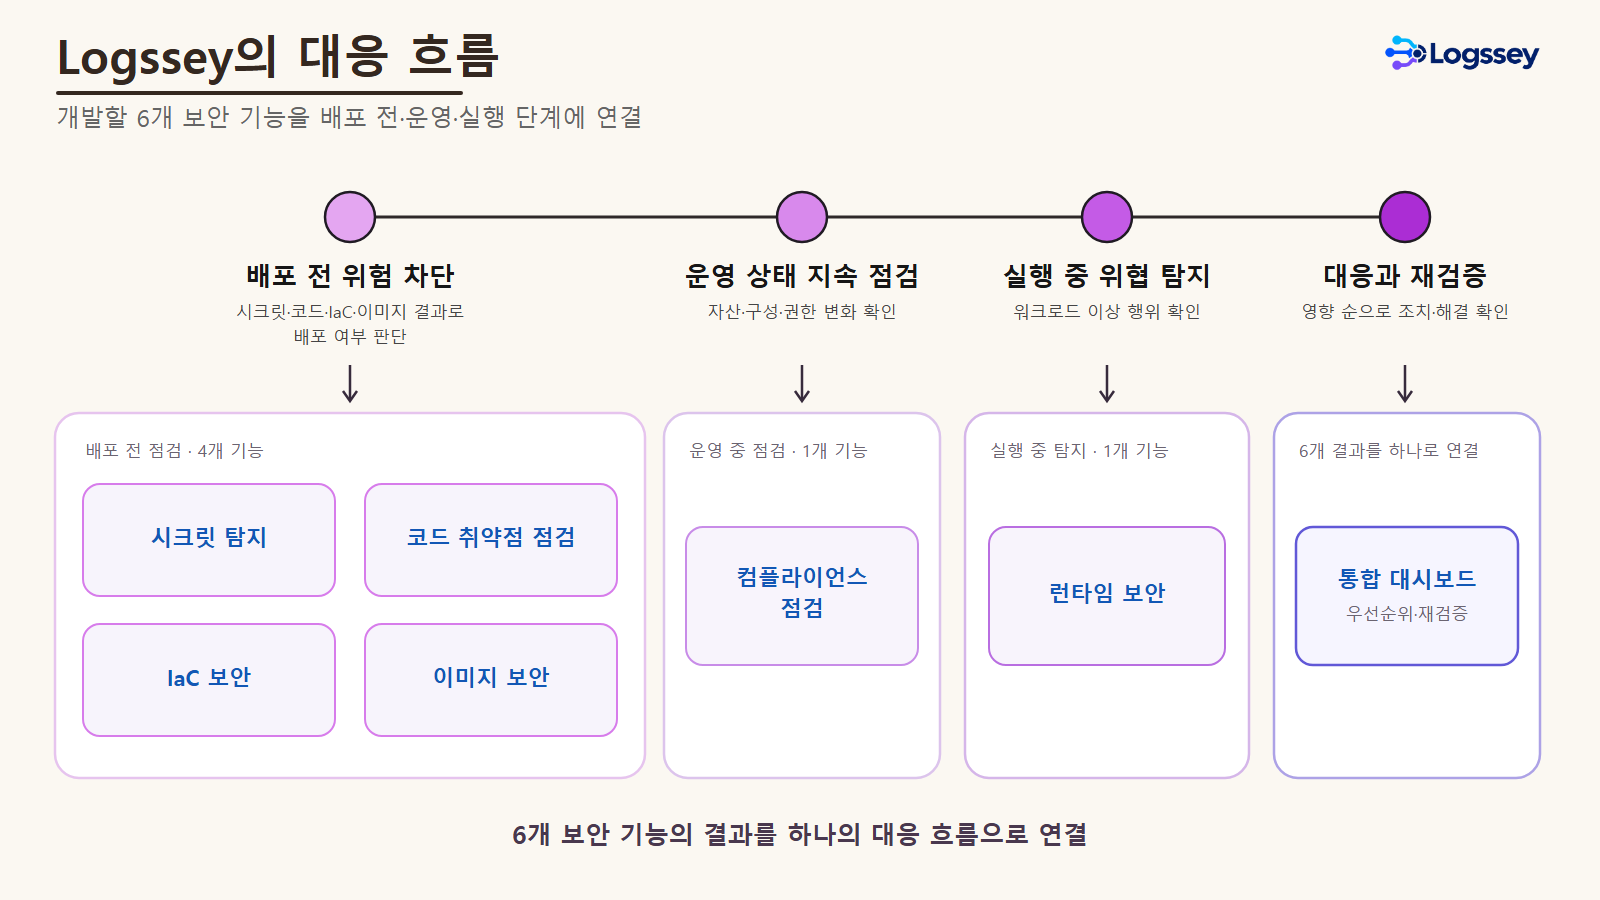 Logssey의 대응 흐름
Logssey
개발할 6개 보안 기능을 배포 전·운영·실행 단계에 연결
배포 전 위험 차단
시크릿·코드·IaC·이미지 결과로
배포 여부 판단
운영 상태 지속 점검
자산·구성·권한 변화 확인
실행 중 위협 탐지
워크로드 이상 행위 확인
대응과 재검증
영향 순으로 조치·해결 확인
배포 전 점검 · 4개 기능
시크릿 탐지
코드 취약점 점검
IaC 보안
이미지 보안
운영 중 점검 · 1개 기능
컴플라이언스
점검
실행 중 탐지 · 1개 기능
런타임 보안
6개 결과를 하나로 연결
통합 대시보드
우선순위·재검증
6개 보안 기능의 결과를 하나의 대응 흐름으로 연결